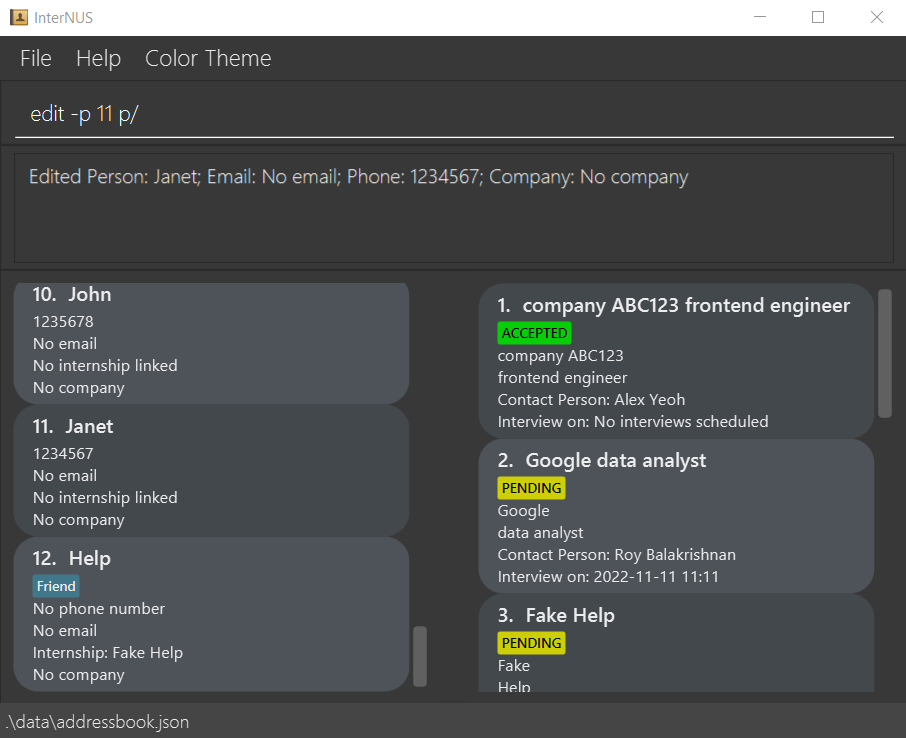 InterNUS
File Help Color Theme
edit -p 11 p/
Edited Person: Janet; Email: No email; Phone: 1234567; Company: No company
10. John
1235678
No email
No internship linked
No company
11. Janet
1234567
No email
No internship linked
No company
12. Help
Friend
No phone number
No email
Internship: Fake Help
No company
1. company ABC123 frontend engineer
ACCEPTED
company ABC123
frontend engineer
Contact Person: Alex Yeoh
Interview on: No interviews scheduled
2. Google data analyst
PENDING
Google
data analyst
Contact Person: Roy Balakrishnan
Interview on: 2022-11-11 11:11
3. Fake Help
PENDING
Fake
Help
.\data\addressbook.json